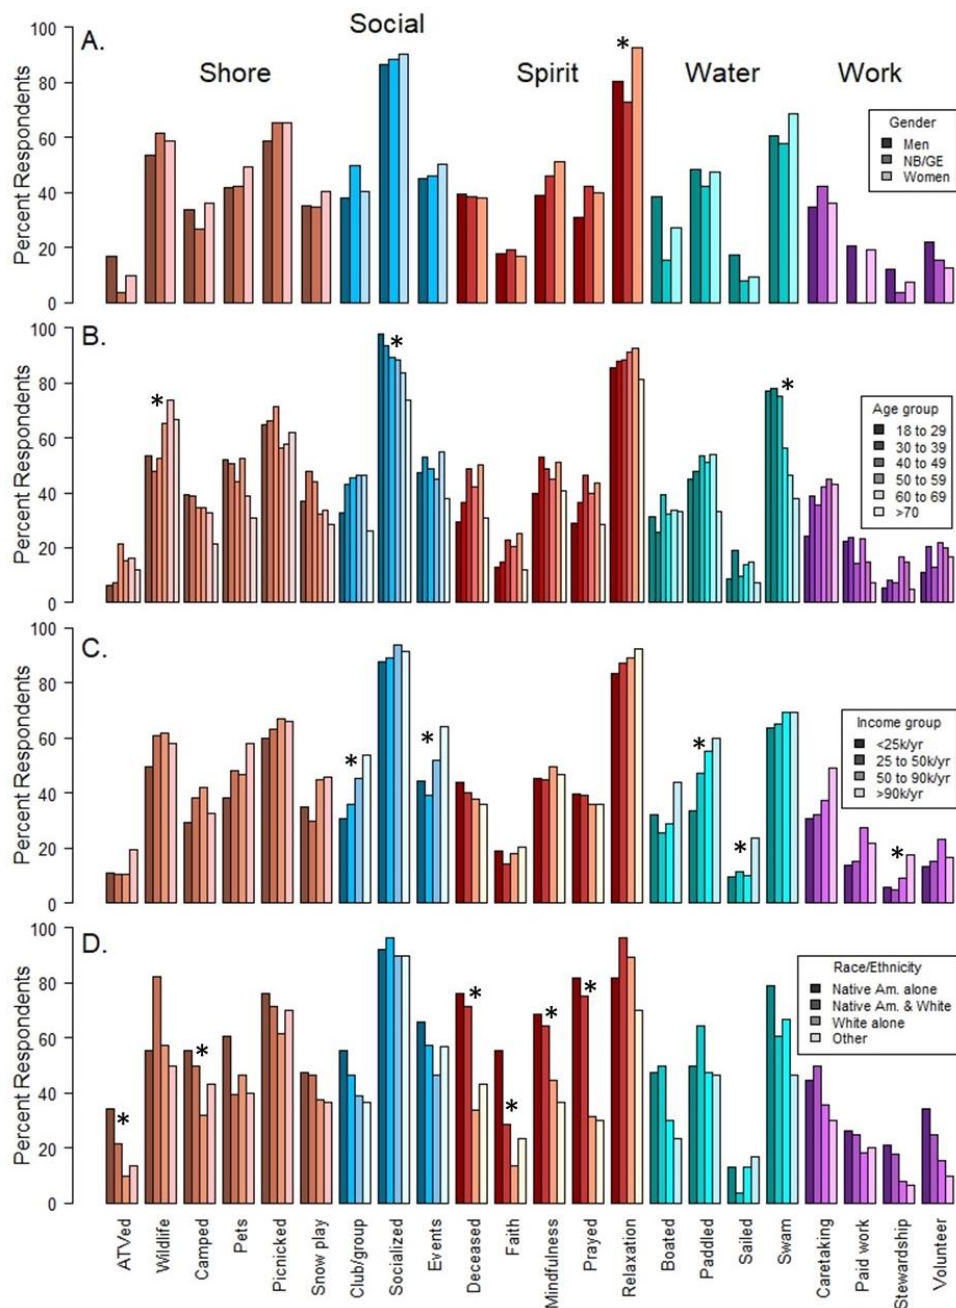 A.
Social
Shore
Spirit
Water
Work
*
100
80
60
40
20
0
Percent Respondents
Gender
Men
NB/GE
Women
B.
*
*
*
100
80
60
40
20
0
Percent Respondents
Age group
18 to 29
30 to 39
40 to 49
50 to 59
60 to 69
>70
C.
*
*
*
*
*
100
80
60
40
20
0
Percent Respondents
Income group
<25k/yr
25 to 50k/yr
50 to 90k/yr
>90k/yr
D.
*
*
*
*
*
*
100
80
60
40
20
0
Percent Respondents
Race/Ethnicity
Native Am. alone
Native Am. & White
White alone
Other
ATVed
Wildlife
Camped
Pets
Picnicked
Snow play
Club/group
Socialized
Events
Deceased
Faith
Mindfulness
Prayed
Relaxation
Boated
Paddled
Sailed
Swam
Caretaking
Paid work
Stewardship
Volunteer